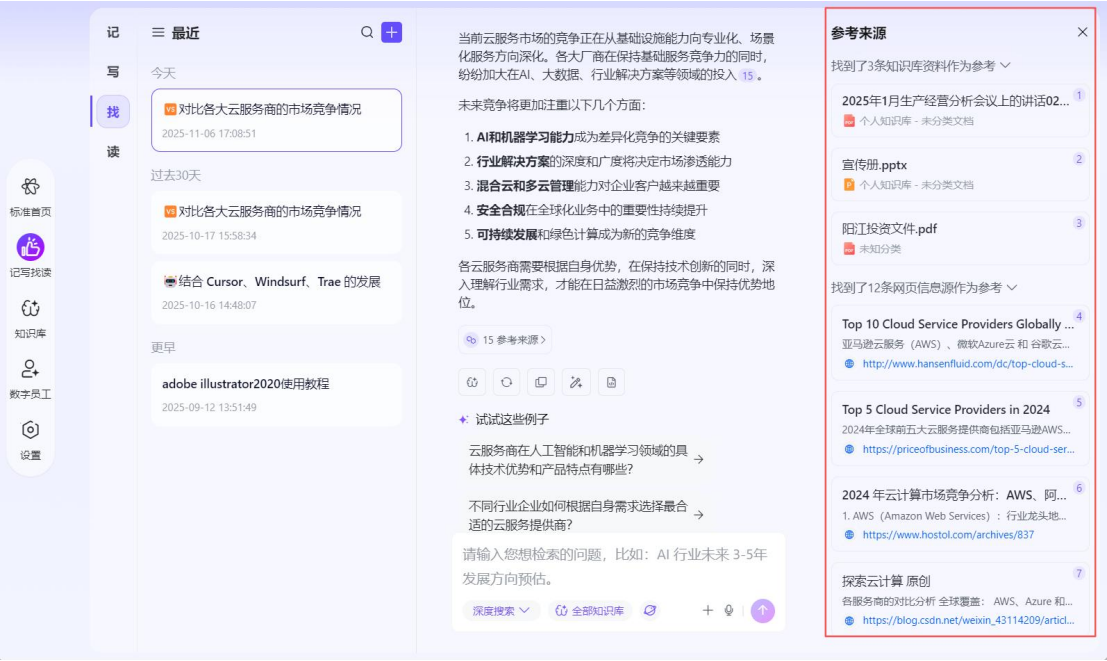 标准首页
记写找读
知识库
数字员工
设置
记
写
找
读
最近
今天
VS 对比各大云服务商的市场竞争情况
2025-11-06 17:08:51
过去30天
VS 对比各大云服务商的市场竞争情况
2025-10-17 15:58:34
结合 Cursor、Windsurf、Trae 的发展
2025-10-16 14:48:07
更早
adobe illustrator2020使用教程
2025-09-12 13:51:49
当前云服务市场的竞争正在从基础设施能力向专业化、场景
化服务方向深化。各大厂商在保持基础服务竞争力的同时，
纷纷加大在AI、大数据、行业解决方案等领域的投入 15 。
未来竞争将更加注重以下几个方面：
1. AI和机器学习能力成为差异化竞争的关键要素
2. 行业解决方案的深度和广度将决定市场渗透能力
3. 混合云和多云管理能力对企业客户越来越重要
4. 安全合规在全球化业务中的重要性持续提升
5. 可持续发展和绿色计算成为新的竞争维度
各云服务商需要根据自身优势，在保持技术创新的同时，深
入理解行业需求，才能在日益激烈的市场竞争中保持优势地
位。
15 参考来源
试试这些例子
云服务商在人工智能和机器学习领域的具
体技术优势和产品特点有哪些?
不同行业企业如何根据自身需求选择最合
适的云服务提供商?
请输入您想检索的问题，比如：AI 行业未来 3-5年
发展方向预估。
深度搜索
全部知识库
参考来源
找到了3条知识库资料作为参考
2025年1月生产经营分析会议上的讲话02... 1
个人知识库 - 未分类文档
宣传册.pptx 2
个人知识库 - 未分类文档
阳江投资文件.pdf 3
未知分类
找到了12条网页信息源作为参考
Top 10 Cloud Service Providers Globally ... 4
亚马逊云服务（AWS）、微软Azure云 和 谷歌云...
http://www.hansenfluid.com/dc/top-cloud-s...
Top 5 Cloud Service Providers in 2024 5
2024年全球前五大云服务提供商包括亚马逊AWS...
https://priceofbusiness.com/top-5-cloud-ser...
2024 年云计算市场竞争分析：AWS、阿... 6
1. AWS（Amazon Web Services）：行业龙头地...
https://www.hostol.com/archives/837
探索云计算 原创 7
各服务商的对比分析 全球覆盖： AWS、Azure 和...
https://blog.csdn.net/weixin_43114209/articl...